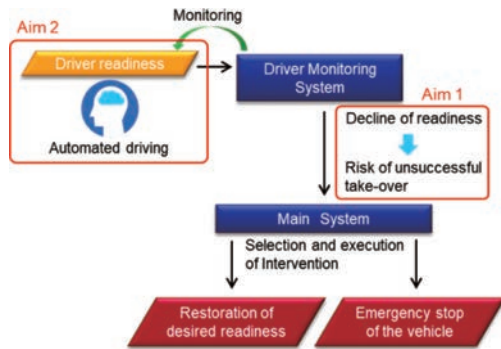 Monitoring
Aim 2
Driver readiness
Automated driving
Driver Monitoring
System
Aim 1
Decline of readiness
Risk of unsuccessful
take-over
Main System
Selection and execution
of Intervention
Restoration of
desired readiness
Emergency stop
of the vehicle